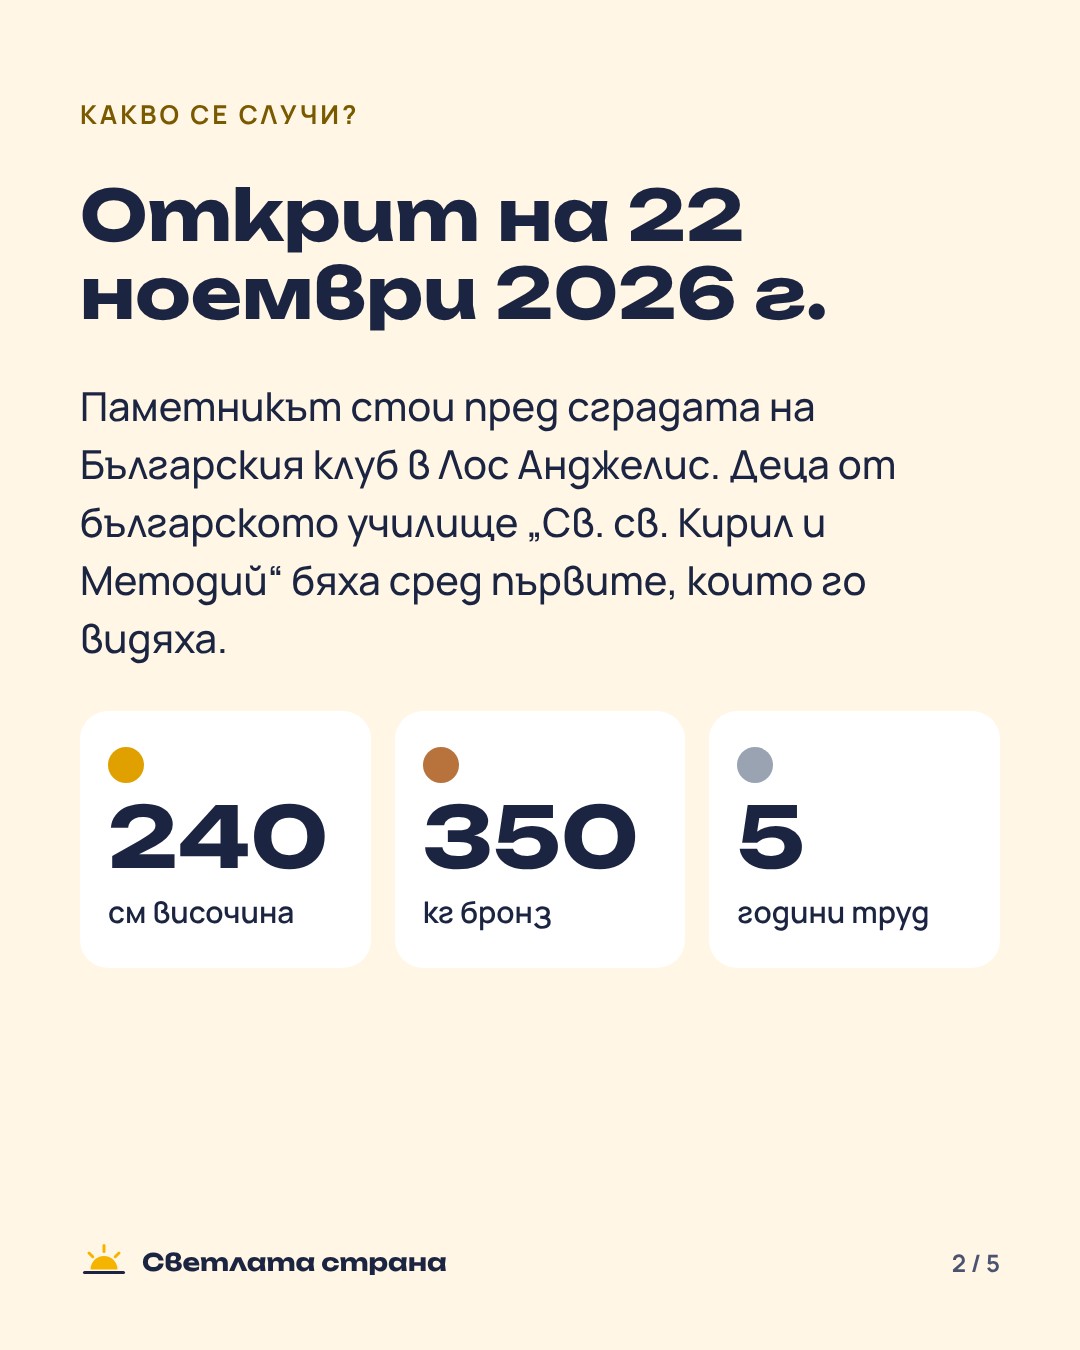 КАКВО СЕ СЛУЧИ?
Открит на 22
ноември 2026 г.
Паметникът стои пред сградата на
Българския клуб в Лос Анджелис. Деца от
българското училище „Св. св. Кирил и
Методий“ бяха сред първите, които го
видяха.
240
см височина
350
кг бронз
5
години труд
Светлата страна
2 / 5